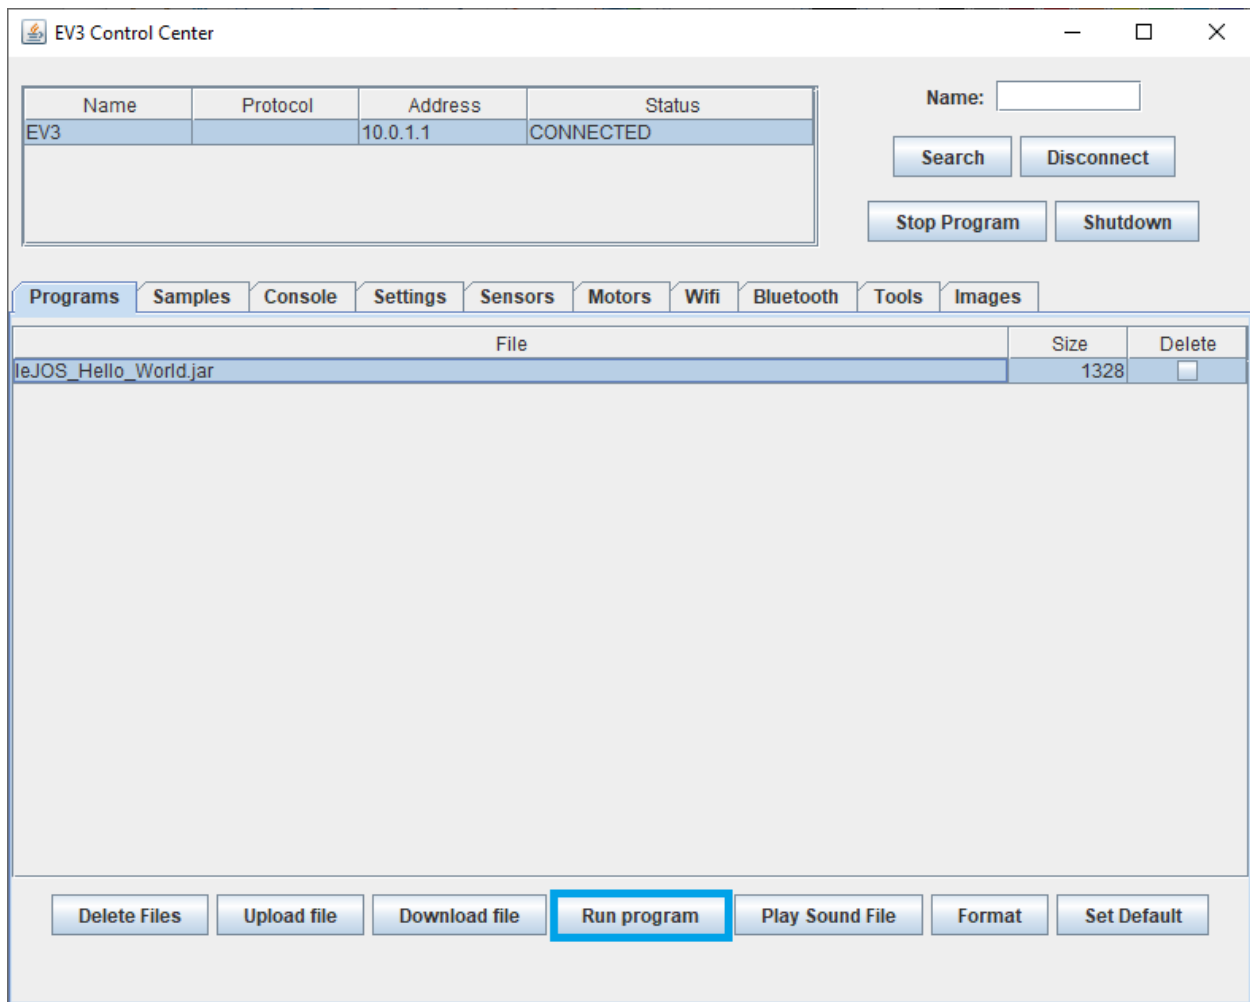 EV3 Control Center
Name Protocol Address Status
EV3 10.0.1.1 CONNECTED
Name:
Search Disconnect
Stop Program Shutdown
Programs Samples Console Settings Sensors Motors Wifi Bluetooth Tools Images
File Size Delete
leJOS_Hello_World.jar 1328
Delete Files Upload file Download file Run program Play Sound File Format Set Default